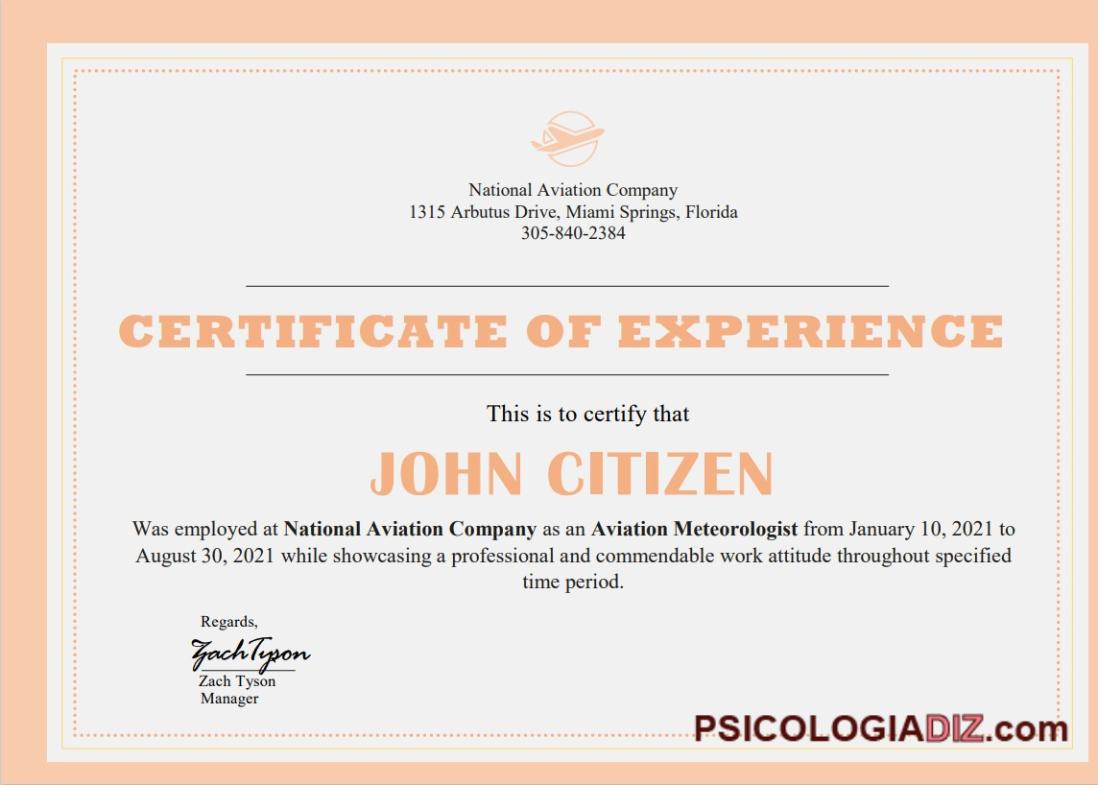 National Aviation Company
1315 Arbutus Drive, Miami Springs, Florida
305-840-2384
CERTIFICATE OF EXPERIENCE
This is to certify that
JOHN CITIZEN
Was employed at National Aviation Company as an Aviation Meteorologist from January 10, 2021 to
August 30, 2021 while showcasing a professional and commendable work attitude throughout specified
time period.
Regards,
Zach Tyson
Zach Tyson
Manager
PSICOLOGIADIZ.com